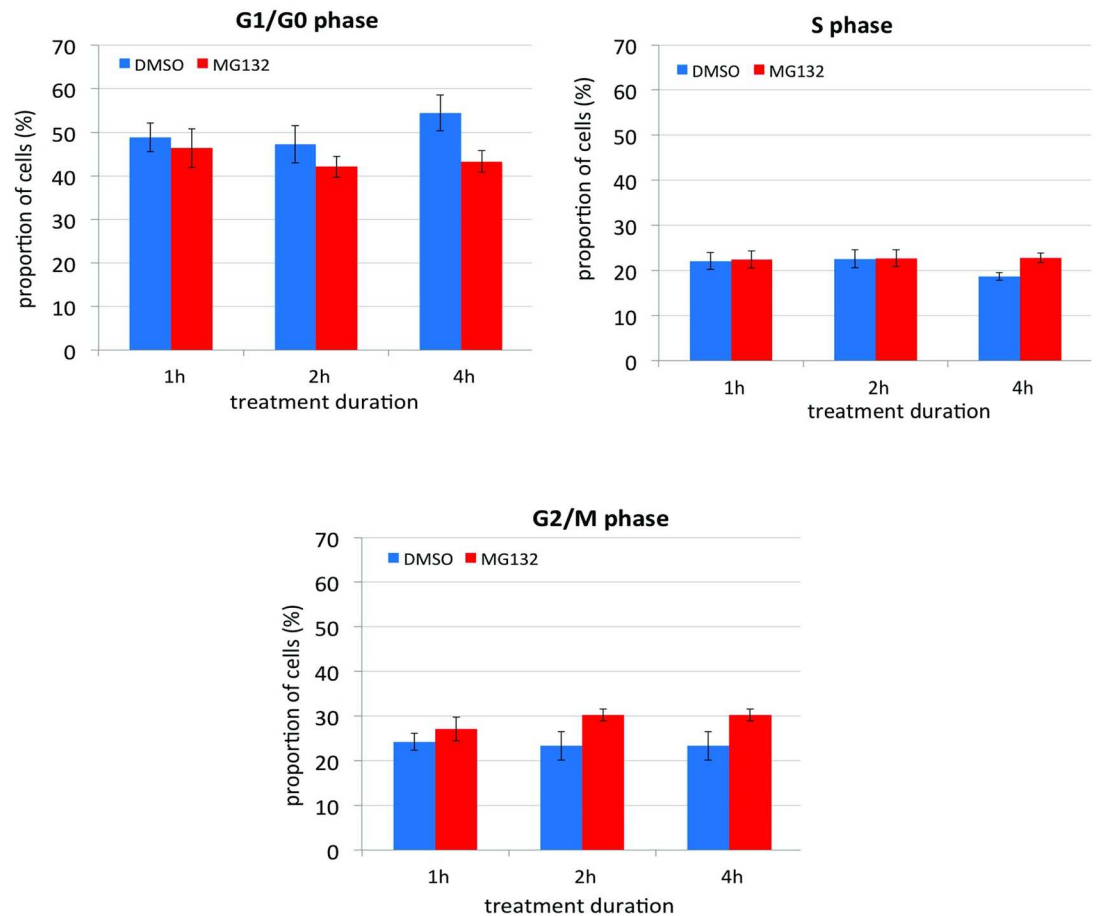 G1/G0 phase
70
60
50
40
30
20
10
0
proportion of cells (%)
DMSO MG132
1h 2h 4h
treatment duration
S phase
70
60
50
40
30
20
10
0
proportion of cells (%)
DMSO MG132
1h 2h 4h
treatment duration
G2/M phase
70
60
50
40
30
20
10
0
proportion of cells (%)
DMSO MG132
1h 2h 4h
treatment duration